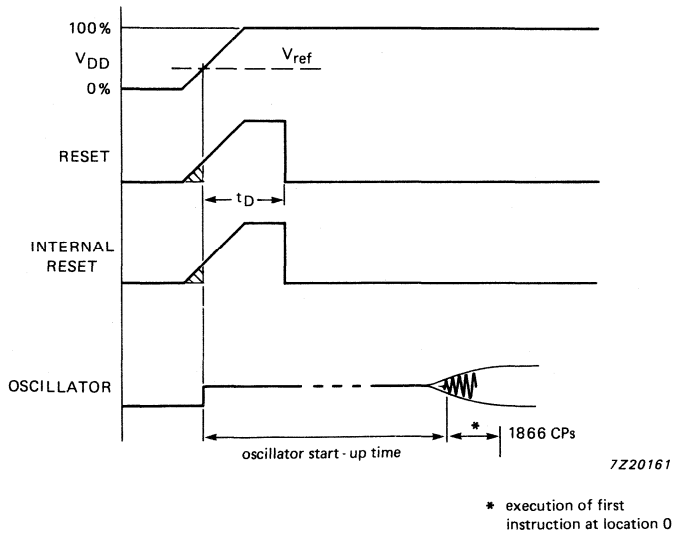 100%
VDD
Vref
0%
RESET
tD
INTERNAL
RESET
OSCILLATOR
*
1866 CPs
oscillator start-up time
7Z20161
* execution of first
instruction at location 0